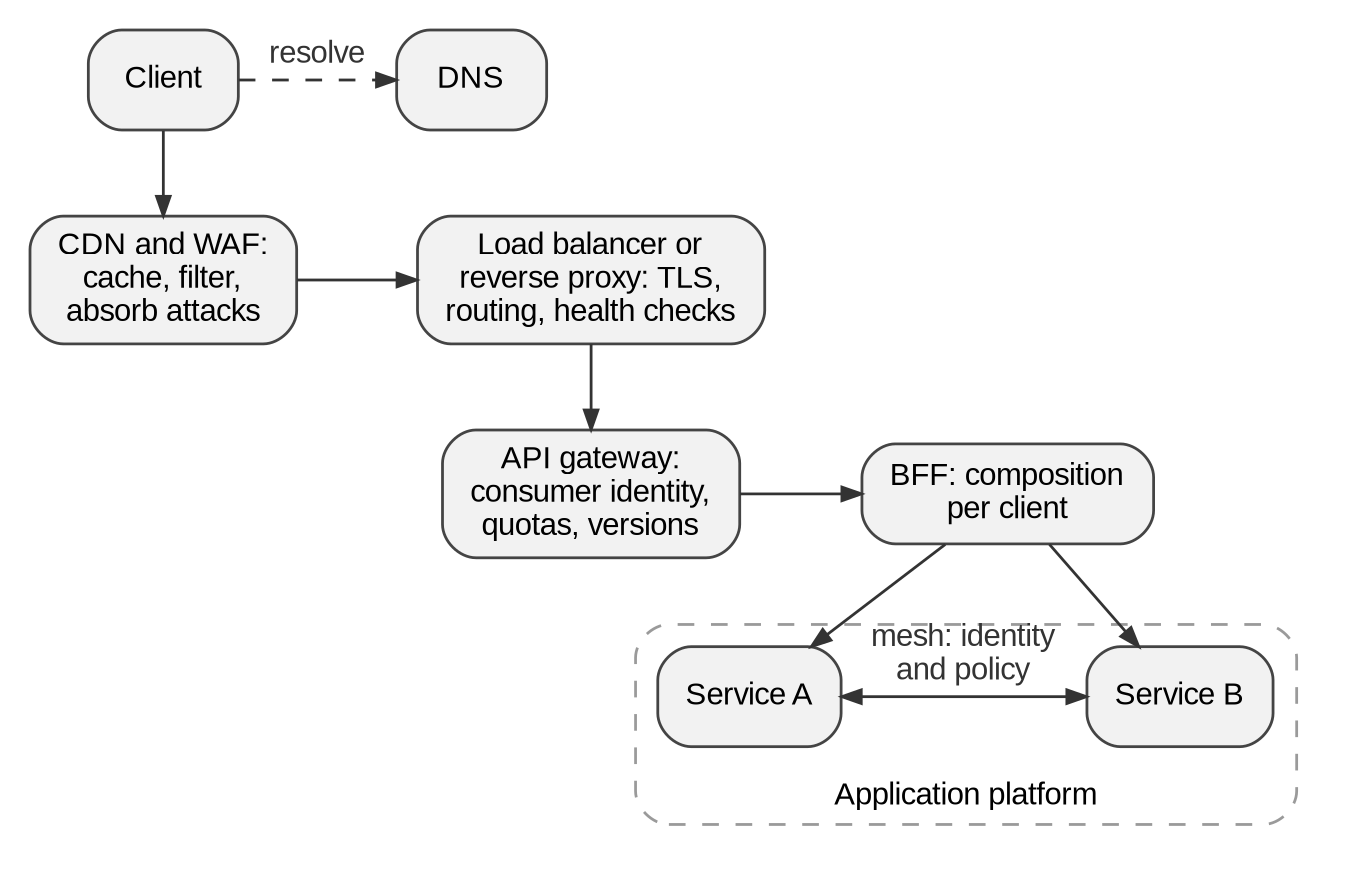 Client
resolve
DNS
CDN and WAF:
cache, filter,
absorb attacks
Load balancer or
reverse proxy: TLS,
routing, health checks
API gateway:
consumer identity,
quotas, versions
BFF: composition
per client
mesh: identity
and policy
Service A
Service B
Application platform